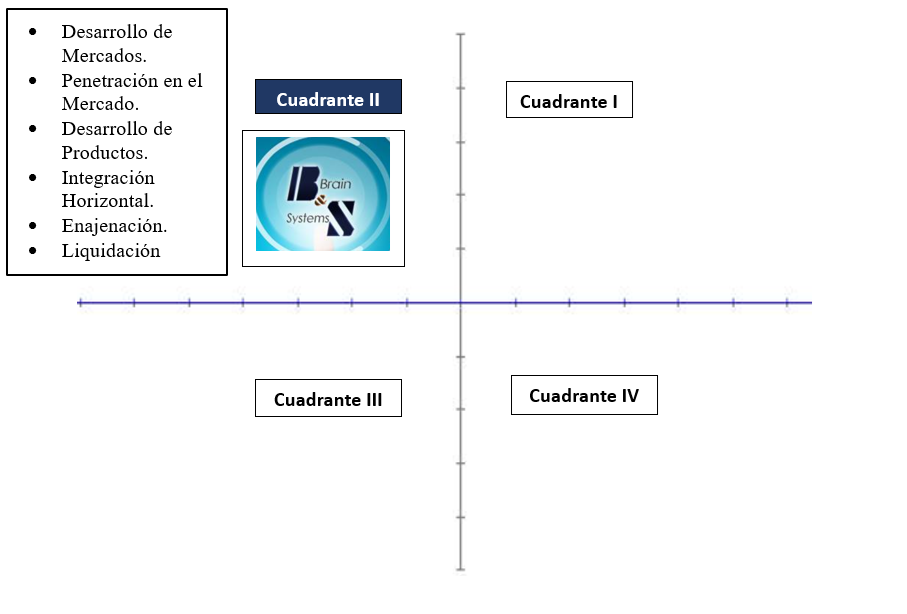 • Desarrollo de
Mercados.
• Penetración en el
Mercado.
• Desarrollo de
Productos.
• Integración
Horizontal.
• Enajenación.
• Liquidación
Cuadrante II
Cuadrante I
B Brain
&
Systems S
Cuadrante III
Cuadrante IV